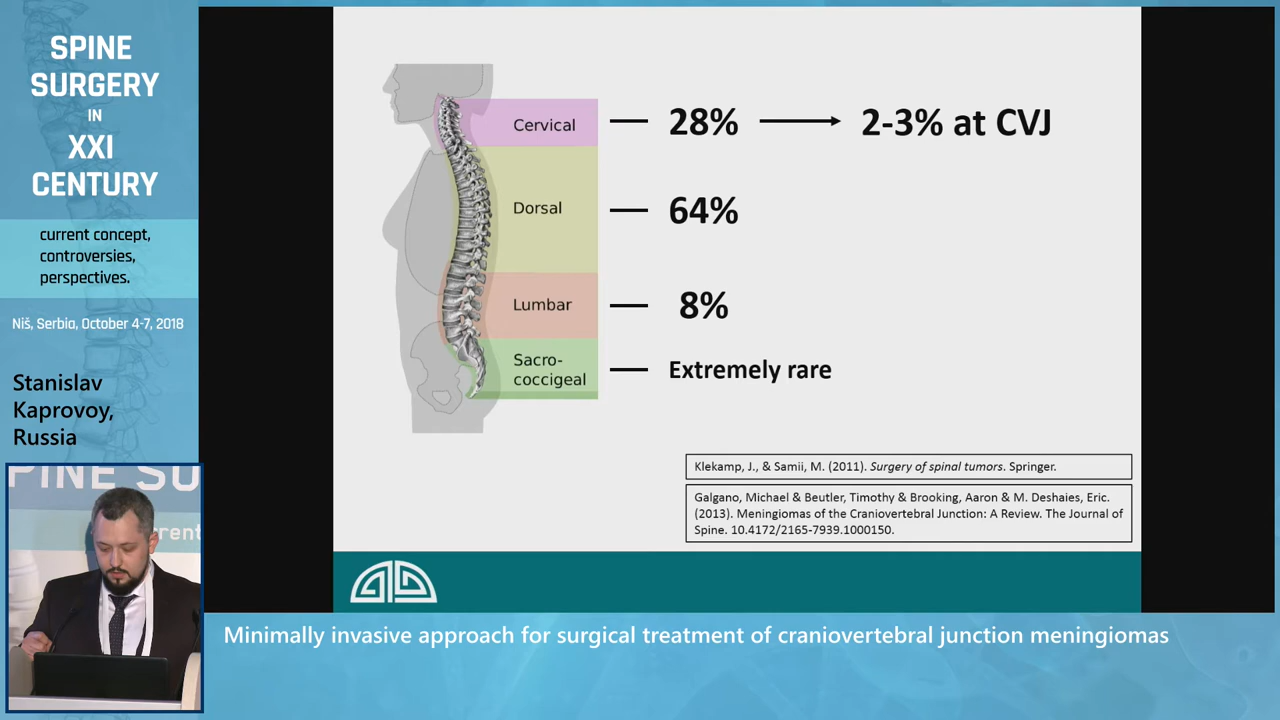 SPINE
SURGERY
IN
XXI
CENTURY
current concept,
controversies,
perspectives.
Niš, Serbia, October 4-7, 2018
Stanislav
Kaprovoy,
Russia
PINE SU
rrent
Cervical
28%
2-3% at CVJ
Dorsal
64%
Lumbar
8%
Sacro-
coccigeal
Extremely rare
Klekamp, J., & Samii, M. (2011). Surgery of spinal tumors. Springer.
Galgano, Michael & Beutler, Timothy & Brooking, Aaron & M. Deshaies, Eric.
(2013). Meningiomas of the Craniovertebral Junction: A Review. The Journal of
Spine. 10.4172/2165-7939.1000150.
Minimally invasive approach for surgical treatment of craniovertebral junction meningiomas